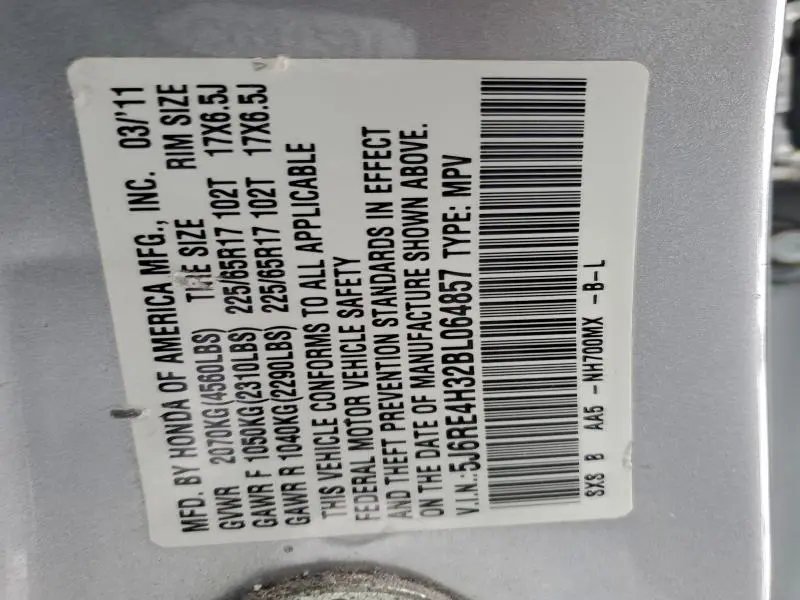 MFD. BY HONDA OF AMERICA MFG., INC. 03/'11
GVWR 2070KG(4560LBS) TIRE SIZE RIM SIZE
GAWR F 1050KG(2310LBS) 225/65R17 102T 17X6.5J
GAWR R 1040KG(2290LBS) 225/65R17 102T 17X6.5J
THIS VEHICLE CONFORMS TO ALL APPLICABLE
FEDERAL MOTOR VEHICLE SAFETY
AND THEFT PREVENTION STANDARDS IN EFFECT
ON THE DATE OF MANUFACTURE SHOWN ABOVE.
V.I.N.:5J6RE4H32BL064857 TYPE: MPV
SXS B AA5 -NH700MX -B-L